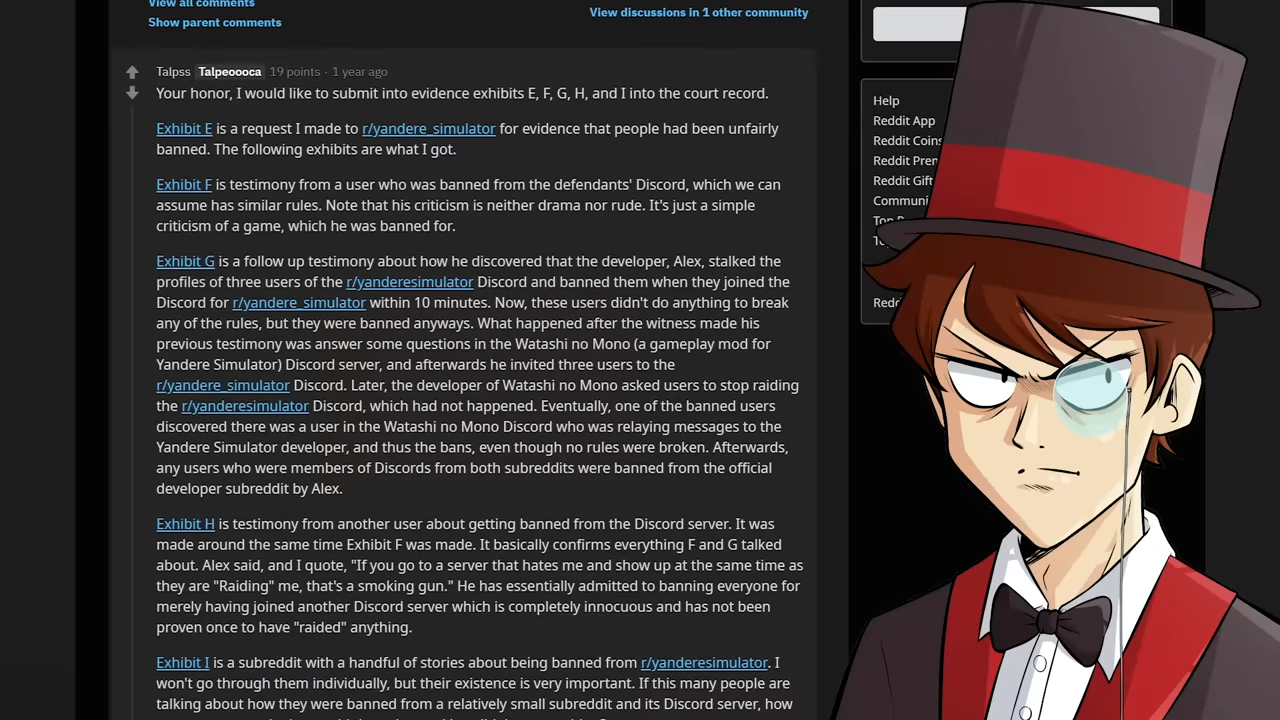 View all comments
Show parent comments
View discussions in 1 other community
Talpss Talpeoooca 19 points · 1 year ago
Your honor, I would like to submit into evidence exhibits E, F, G, H, and I into the court record.
Exhibit E is a request I made to r/yandere_simulator for evidence that people had been unfairly
banned. The following exhibits are what I got.
Exhibit F is testimony from a user who was banned from the defendants' Discord, which we can
assume has similar rules. Note that his criticism is neither drama nor rude. It's just a simple
criticism of a game, which he was banned for.
Exhibit G is a follow up testimony about how he discovered that the developer, Alex, stalked the
profiles of three users of the r/yanderesimulator Discord and banned them when they joined the
Discord for r/yandere_simulator within 10 minutes. Now, these users didn't do anything to break
any of the rules, but they were banned anyways. What happened after the witness made his
previous testimony was answer some questions in the Watashi no Mono (a gameplay mod for
Yandere Simulator) Discord server, and afterwards he invited three users to the
r/yandere_simulator Discord. Later, the developer of Watashi no Mono asked users to stop raiding
the r/yanderesimulator Discord, which had not happened. Eventually, one of the banned users
discovered there was a user in the Watashi no Mono Discord who was relaying messages to the
Yandere Simulator developer, and thus the bans, even though no rules were broken. Afterwards,
any users who were members of Discords from both subreddits were banned from the official
developer subreddit by Alex.
Exhibit H is testimony from another user about getting banned from the Discord server. It was
made around the same time Exhibit F was made. It basically confirms everything F and G talked
about. Alex said, and I quote, "If you go to a server that hates me and show up at the same time as
they are "Raiding" me, that's a smoking gun." He has essentially admitted to banning everyone for
merely having joined another Discord server which is completely innocuous and has not been
proven once to have "raided" anything.
Exhibit I is a subreddit with a handful of stories about being banned from r/yanderesimulator. I
won't go through them individually, but their existence is very important. If this many people are
talking about how they were banned from a relatively small subreddit and its Discord server, how
Help
Reddit App
Reddit Coins
Reddit Prem
Reddit Gift
Communi
Top